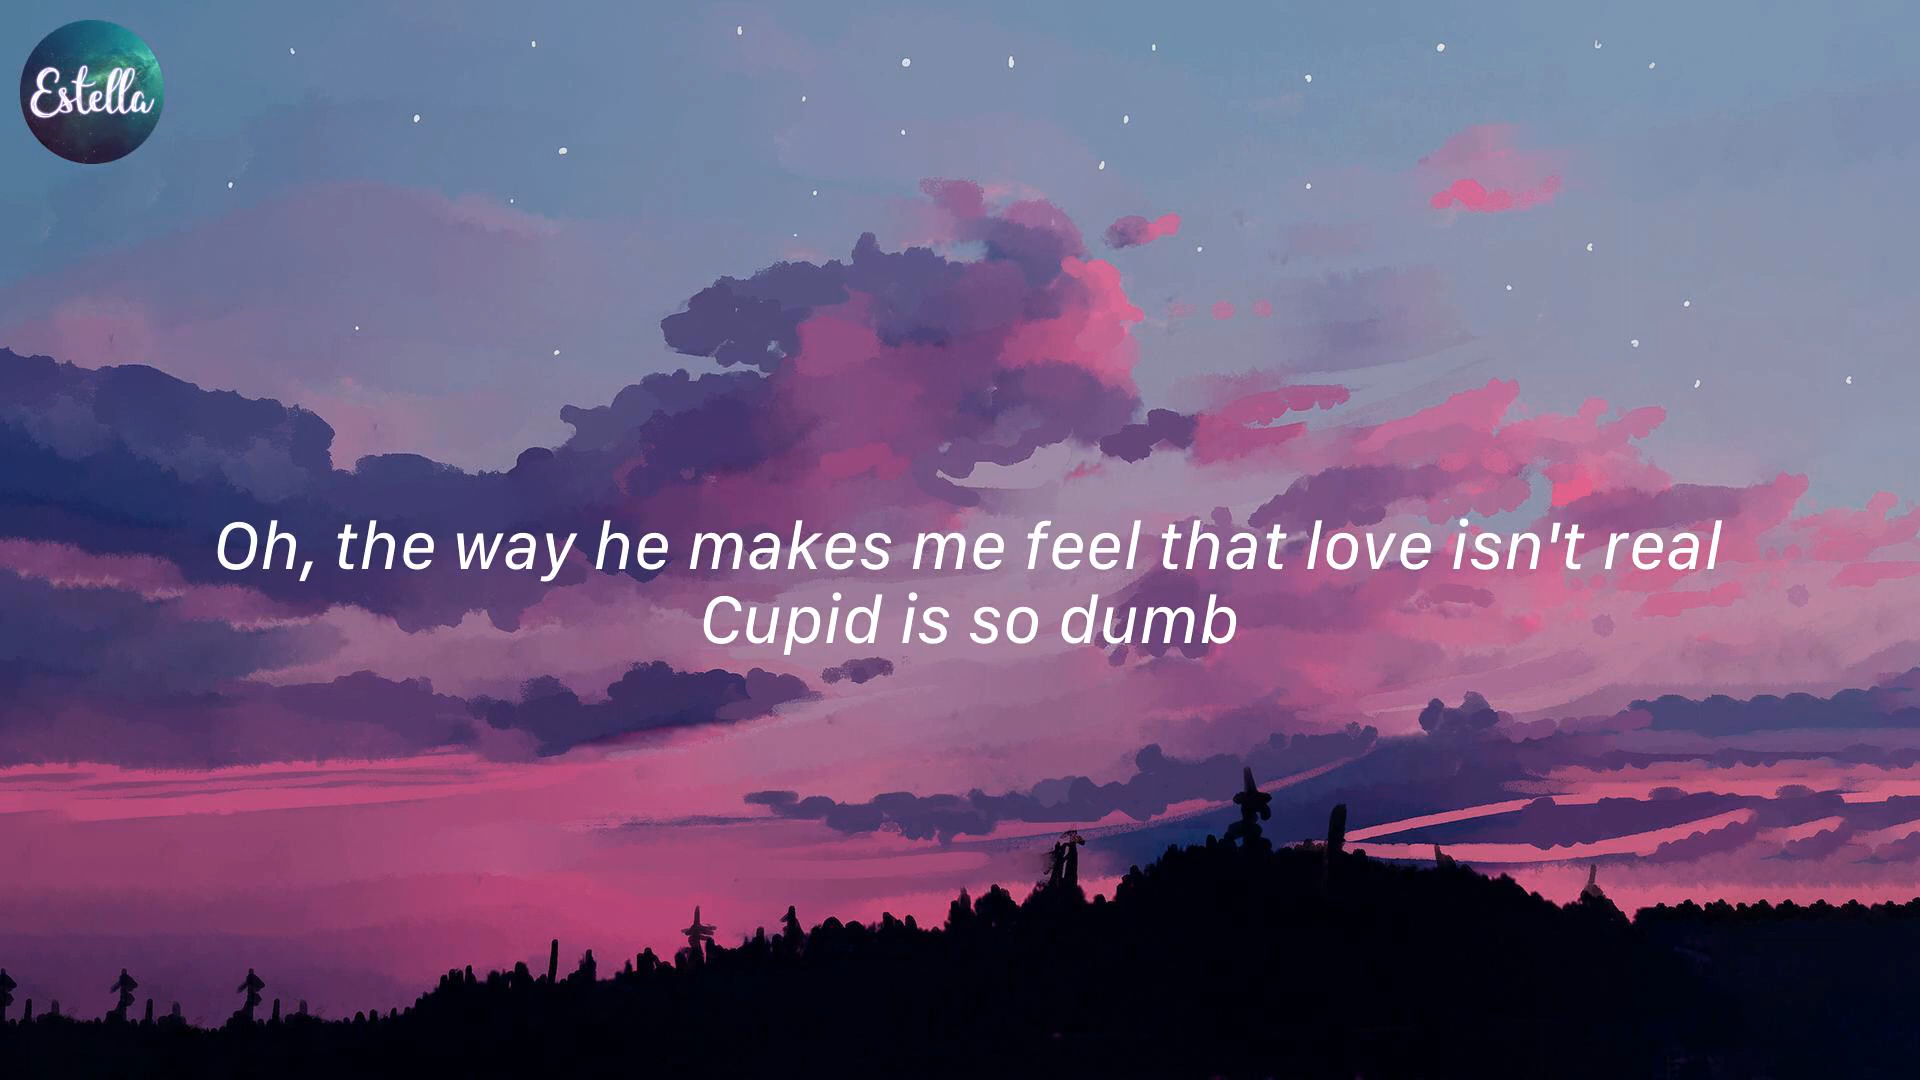 Estella
Oh, the way he makes me feel that love isn't real
Cupid is so dumb